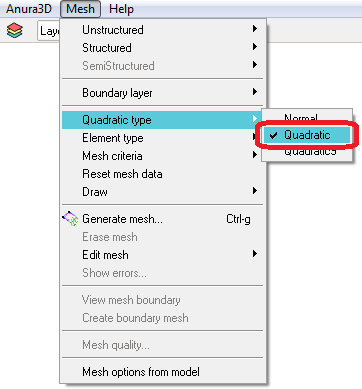 Anura3D Mesh Help
Laye
Unstructured
Structured
SemiStructured
Boundary layer
Quadratic type
Element type
Mesh criteria
Reset mesh data
Draw
Generate mesh... Ctrl-g
Erase mesh
Edit mesh
Show errors...
View mesh boundary
Create boundary mesh
Mesh quality...
Mesh options from model
Normal
Quadratic
Quadratic9